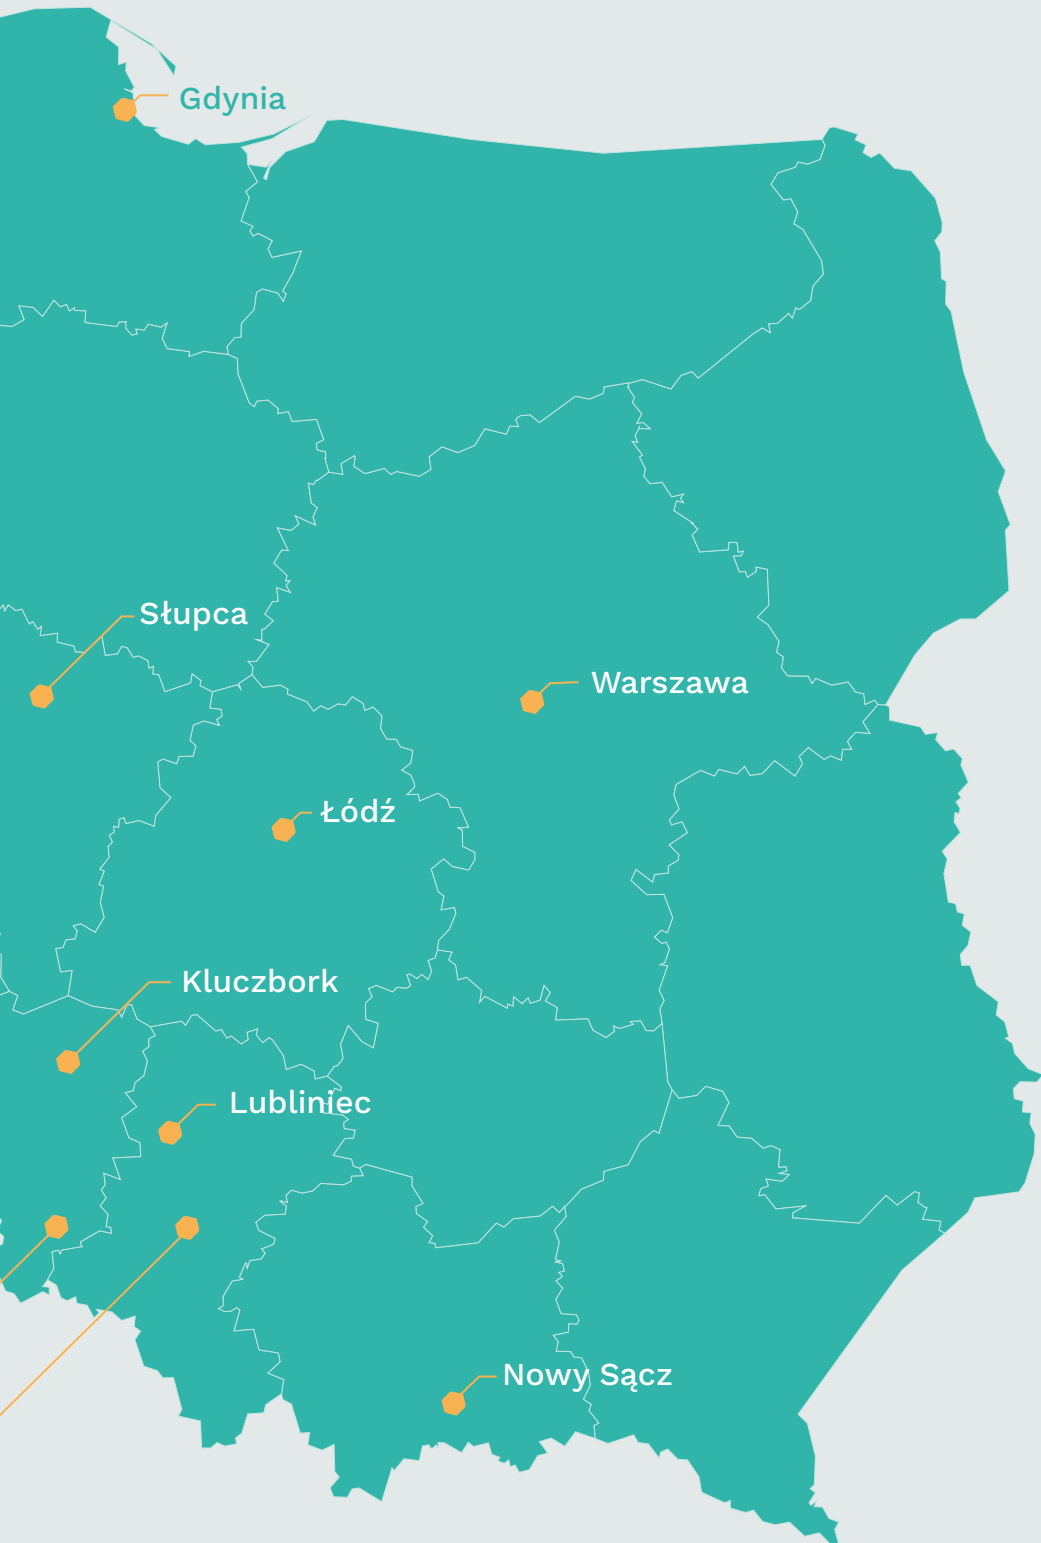 Gdynia
Słupca
Warszawa
Łódź
Kluczbork
Lubliniec
Nowy Sącz